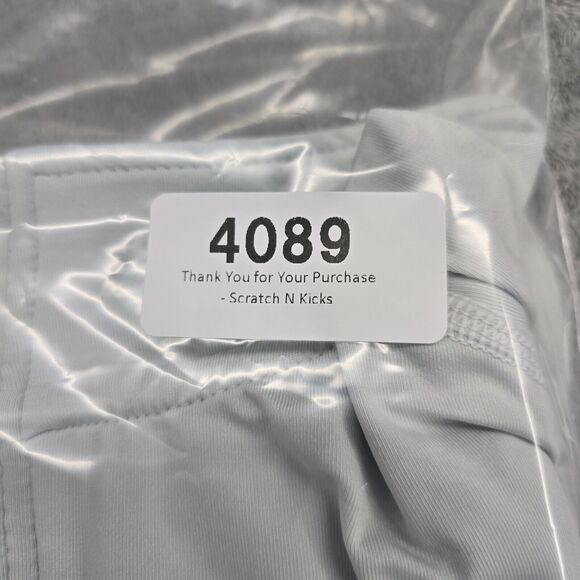 4089
Thank You for Your Purchase
- Scratch N Kicks